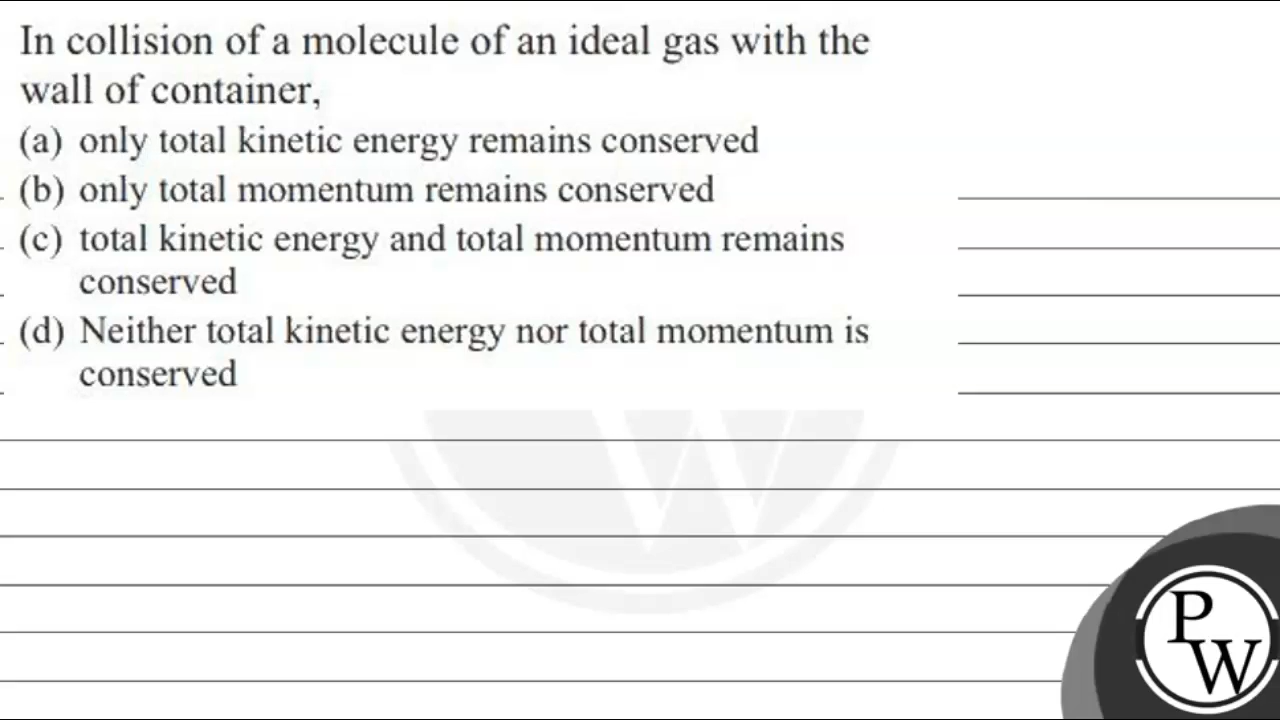 In collision of a molecule of an ideal gas with the
wall of container,
(a) only total kinetic energy remains conserved
(b) only total momentum remains conserved
(c) total kinetic energy and total momentum remains
conserved
(d) Neither total kinetic energy nor total momentum is
conserved
P
W